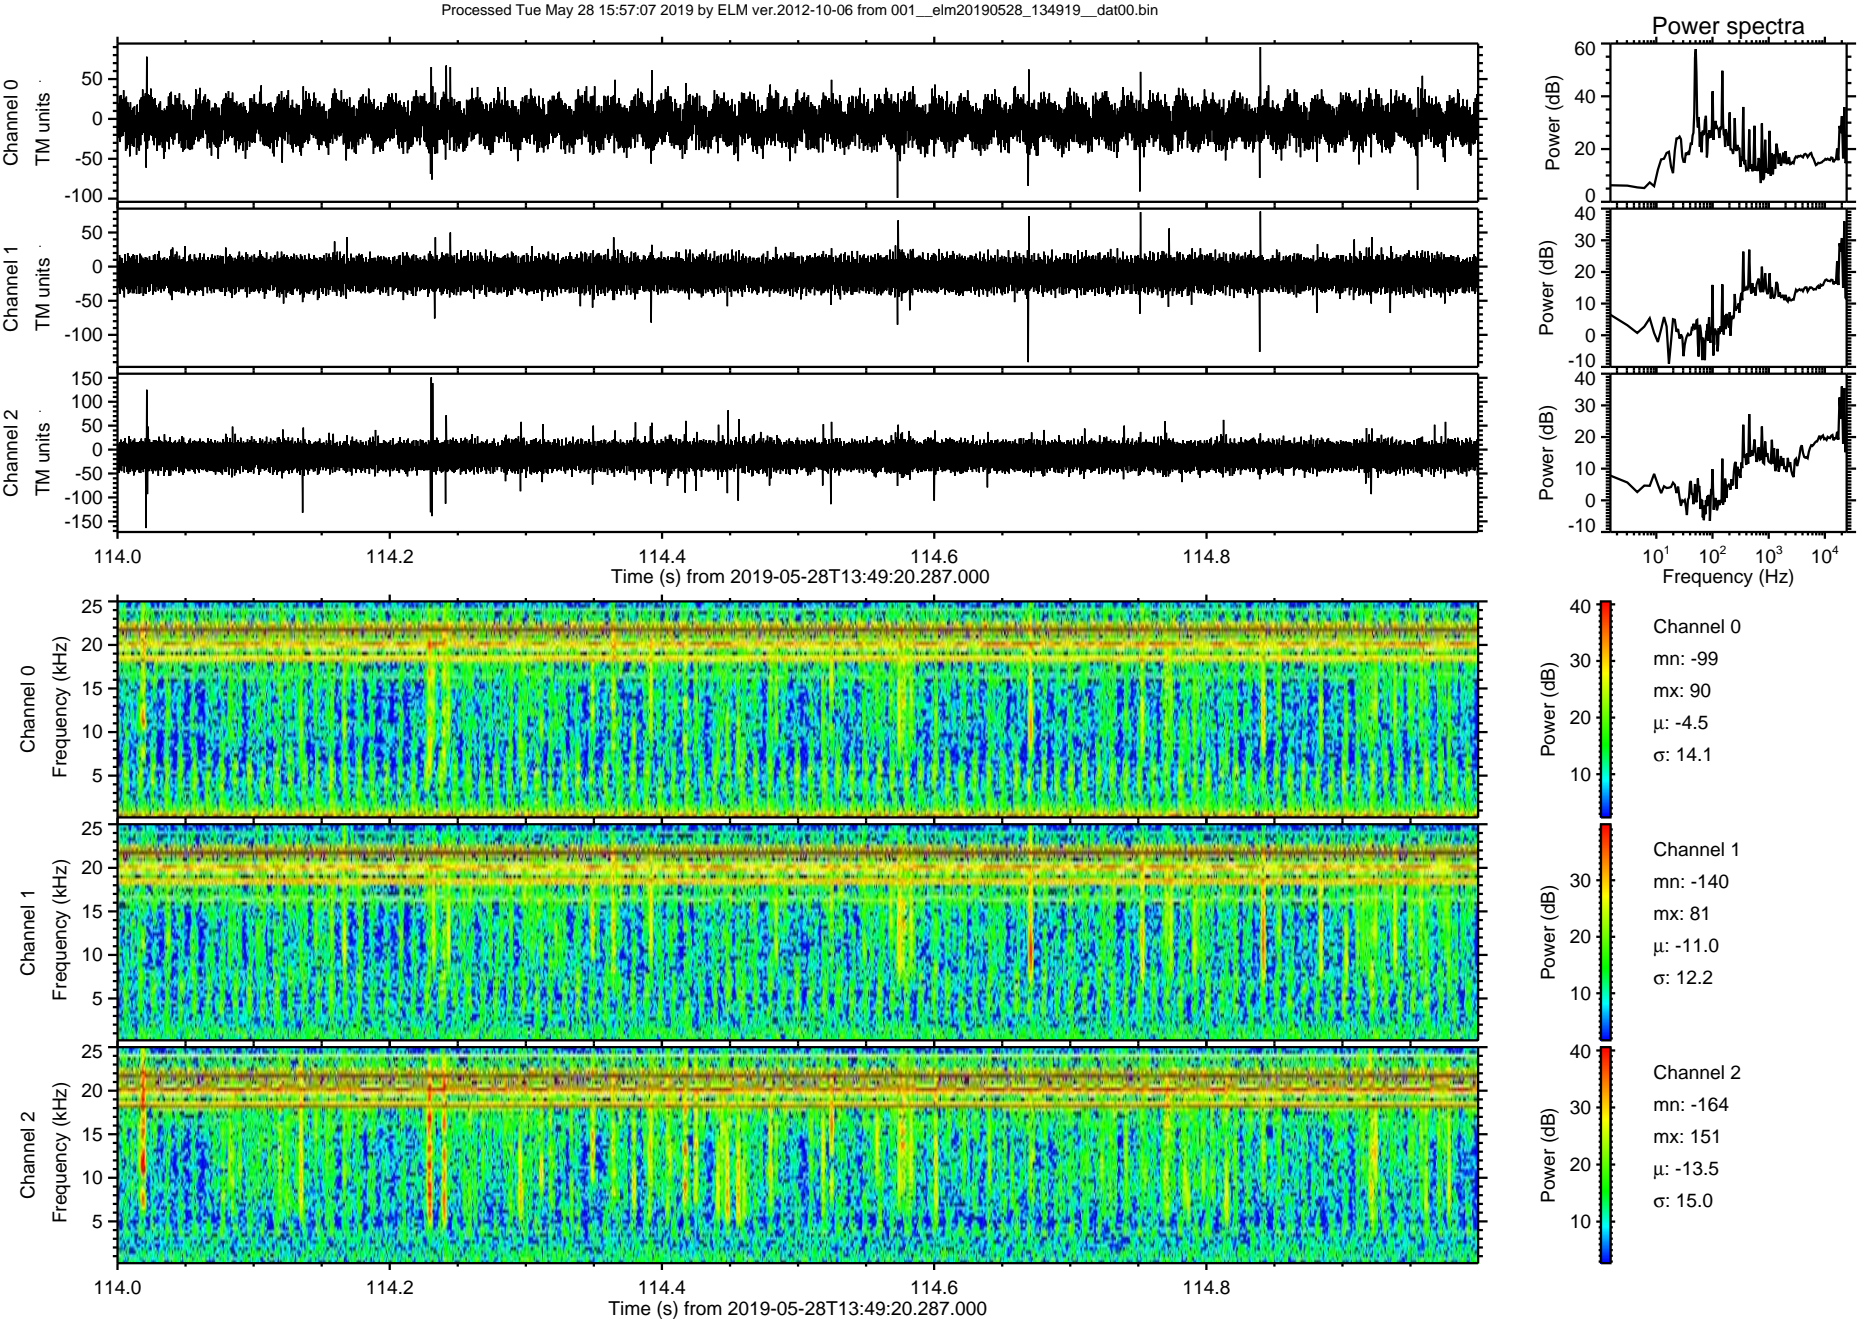 Processed Tue May 28 15:57:07 2019 by ELM ver.2012-10-06 from 001__elm20190528_134919__dat00.bin
Power spectra
Channel 0
TM units
50
0
-50
-100
Power (dB)
60
40
20
0
Channel 1
TM units
50
0
-50
-100
Power (dB)
40
30
20
10
0
-10
Channel 2
TM units
150
100
50
0
-50
-100
-150
Power (dB)
40
30
20
10
0
-10
114.0 114.2 114.4 114.6 114.8
Time (s) from 2019-05-28T13:49:20.287.000
10¹ 10² 10³ 10⁴
Frequency (Hz)
Channel 0
Frequency (kHz)
25
20
15
10
5
Power (dB)
40
30
20
10
Channel 0
mn: -99
mx: 90
μ: -4.5
σ: 14.1
Channel 1
Frequency (kHz)
25
20
15
10
5
Power (dB)
30
20
10
Channel 1
mn: -140
mx: 81
μ: -11.0
σ: 12.2
Channel 2
Frequency (kHz)
25
20
15
10
5
Power (dB)
40
30
20
10
Channel 2
mn: -164
mx: 151
μ: -13.5
σ: 15.0
114.0 114.2 114.4 114.6 114.8
Time (s) from 2019-05-28T13:49:20.287.000